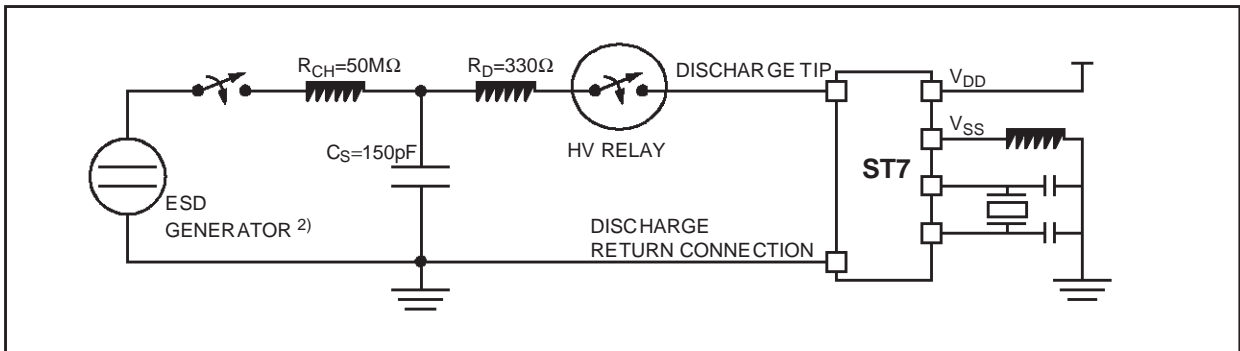 R_CH=50MΩ
R_D=330Ω
DISCHARGE TIP
HV RELAY
C_S=150pF
ESD
GENERATOR 2)
DISCHARGE
RETURN CONNECTION
ST7
V_DD
V_SS